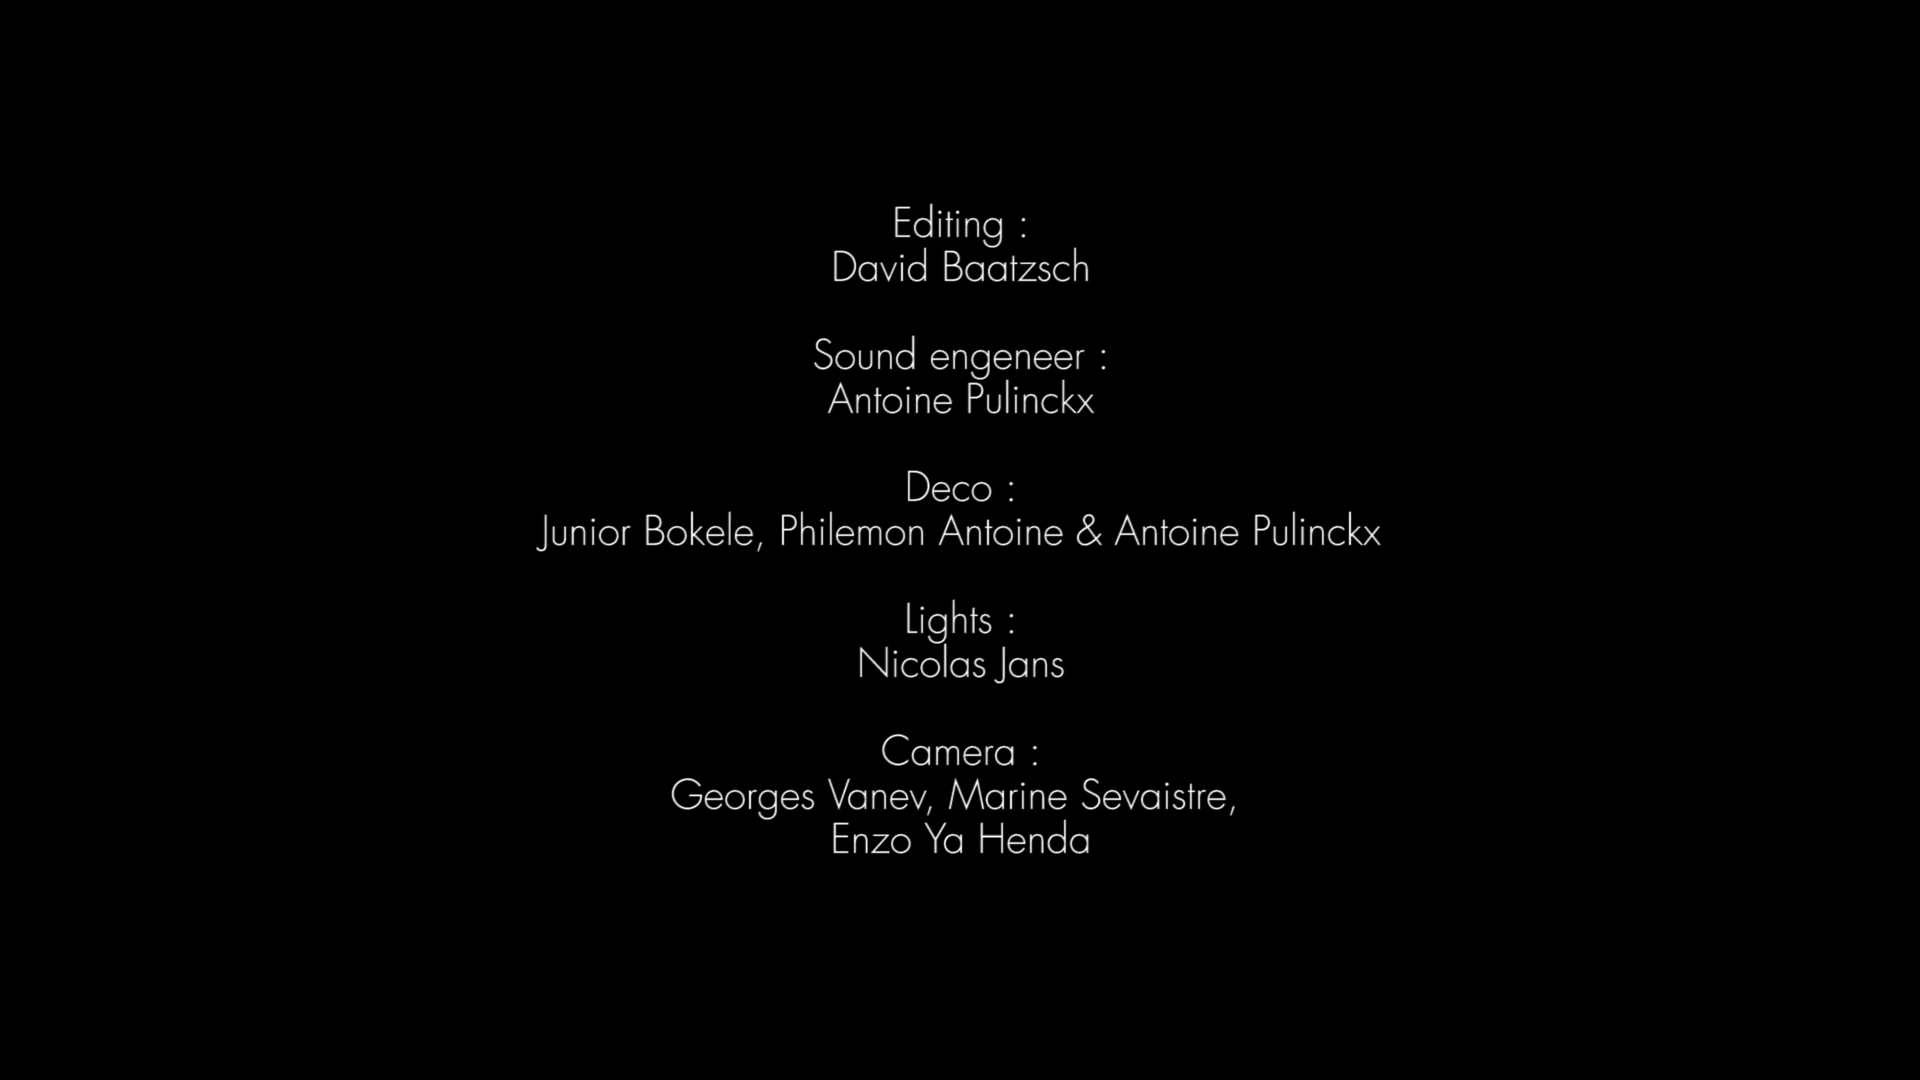 Editing :
David Baatzsch
Sound engeneer :
Antoine Pulinckx
Deco :
Junior Bokele, Philemon Antoine & Antoine Pulinckx
Lights :
Nicolas Jans
Camera :
Georges Vanev, Marine Sevaistre,
Enzo Ya Henda